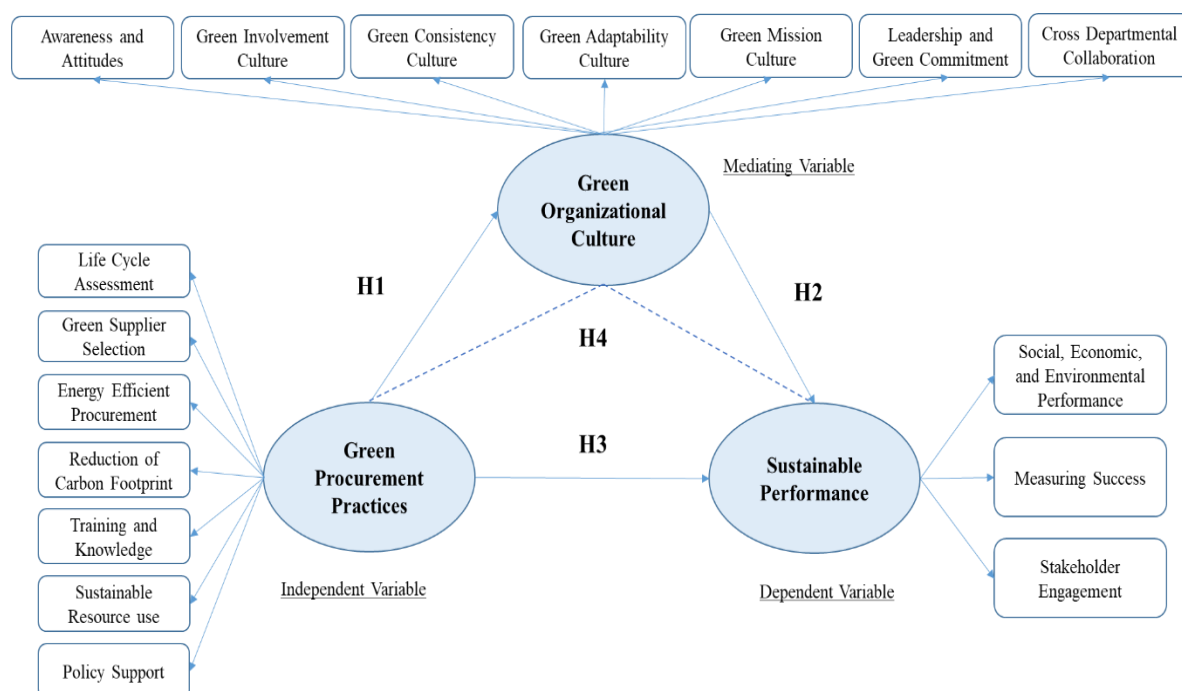 Awareness and
Attitudes
Green Involvement
Culture
Green Consistency
Culture
Green Adaptability
Culture
Green Mission
Culture
Leadership and
Green Commitment
Cross Departmental
Collaboration
Green
Organizational
Culture
Mediating Variable
Life Cycle
Assessment
Green Supplier
Selection
Energy Efficient
Procurement
Reduction of
Carbon Footprint
Training and
Knowledge
Sustainable
Resource use
Policy Support
H1
H2
H4
H3
Green
Procurement
Practices
Independent Variable
Sustainable
Performance
Dependent Variable
Social, Economic,
and Environmental
Performance
Measuring Success
Stakeholder
Engagement